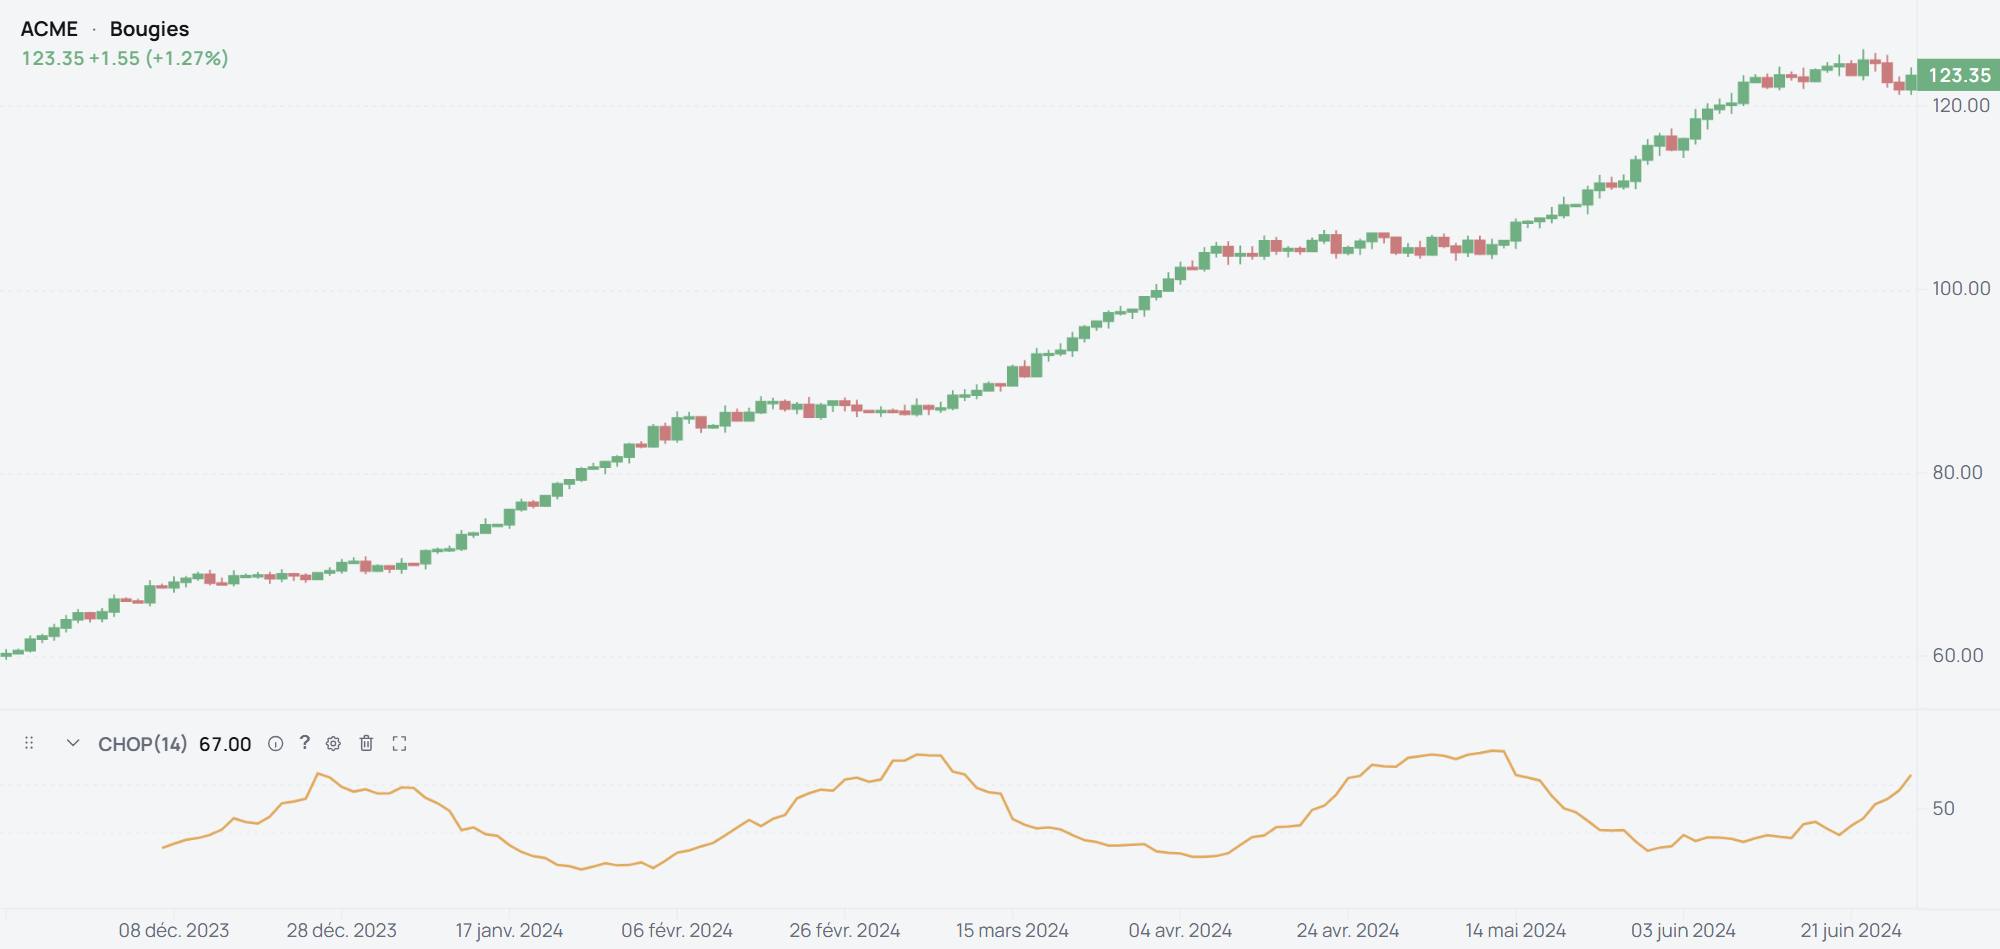 ACME · Bougies
123.35 +1.55 (+1.27%)
123.35
120.00
100.00
80.00
60.00
CHOP(14) 67.00
50
08 déc. 2023
28 déc. 2023
17 janv. 2024
06 févr. 2024
26 févr. 2024
15 mars 2024
04 avr. 2024
24 avr. 2024
14 mai 2024
03 juin 2024
21 juin 2024